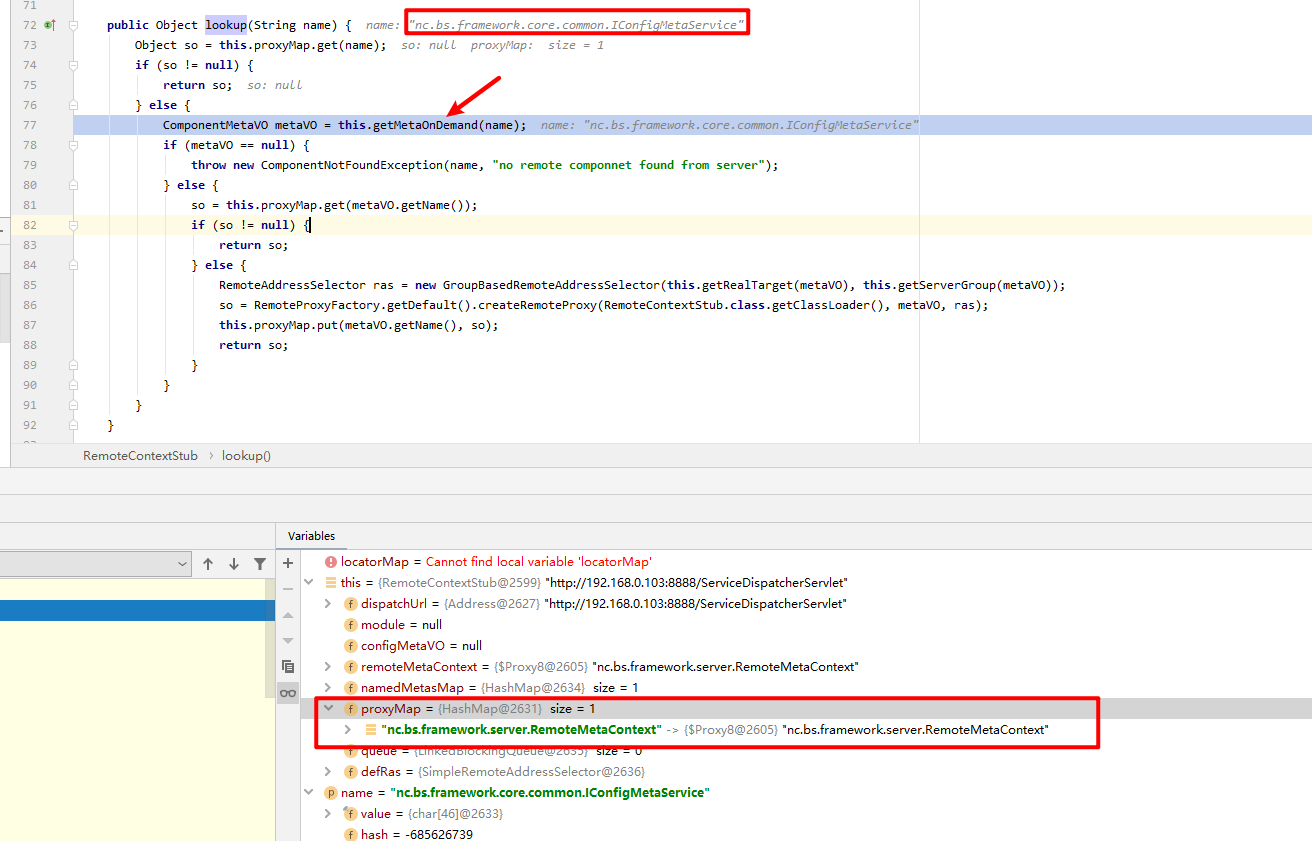 71
72 public Object lookup(String name) { name: "nc.bs.framework.core.common.IConfigMetaService"
73 Object so = this.proxyMap.get(name); so: null proxyMap: size = 1
74 if (so != null) {
75 return so; so: null
76 } else {
77 ComponentMetaVO metaVO = this.getMetaOnDemand(name); name: "nc.bs.framework.core.common.IConfigMetaService"
78 if (metaVO == null) {
79 throw new ComponentNotFoundException(name, "no remote componnet found from server");
80 } else {
81 so = this.proxyMap.get(metaVO.getName());
82 if (so != null) {
83 return so;
84 } else {
85 RemoteAddressSelector ras = new GroupBasedRemoteAddressSelector(this.getRealTarget(metaVO), this.getServerGroup(metaVO));
86 so = RemoteProxyFactory.getDefault().createRemoteProxy(RemoteContextStub.class.getClassLoader(), metaVO, ras);
87 this.proxyMap.put(metaVO.getName(), so);
88 return so;
89 }
90 }
91 }
92 }
RemoteContextStub › lookup()
Variables
locatorMap = Cannot find local variable 'locatorMap'
this = {RemoteContextStub@2599} "http://192.168.0.103:8888/ServiceDispatcherServlet"
dispatchUrl = {Address@2627} "http://192.168.0.103:8888/ServiceDispatcherServlet"
module = null
configMetaVO = null
remoteMetaContext = {$Proxy8@2605} "nc.bs.framework.server.RemoteMetaContext"
namedMetasMap = {HashMap@2634} size = 1
proxyMap = {HashMap@2631} size = 1
"nc.bs.framework.server.RemoteMetaContext" -> {$Proxy8@2605} "nc.bs.framework.server.RemoteMetaContext"
queue = {LinkedBlockingQueue@2635} size = 0
defRas = {SimpleRemoteAddressSelector@2636}
name = "nc.bs.framework.core.common.IConfigMetaService"
value = {char[46]@2633}
hash = -685626739